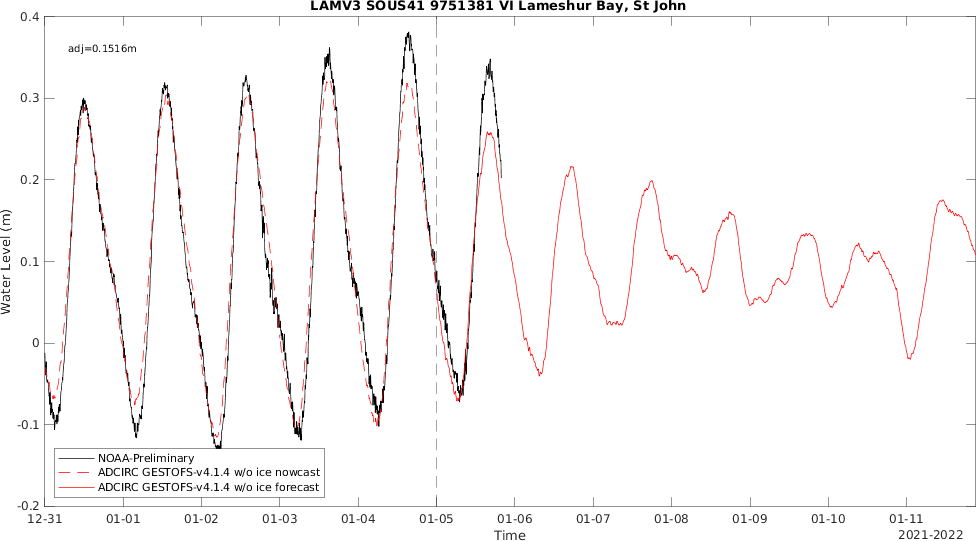 LAMV3 SOUS41 9751381 VI Lameshur Bay, St John
0.4
adj=0.1516m
0.3
0.2
0.1
0
-0.1
-0.2
Water Level (m)
NOAA-Preliminary
ADCIRC GESTOFS-v4.1.4 w/o ice nowcast
ADCIRC GESTOFS-v4.1.4 w/o ice forecast
12-31 01-01 01-02 01-03 01-04 01-05 01-06 01-07 01-08 01-09 01-10 01-11
Time
2021-2022